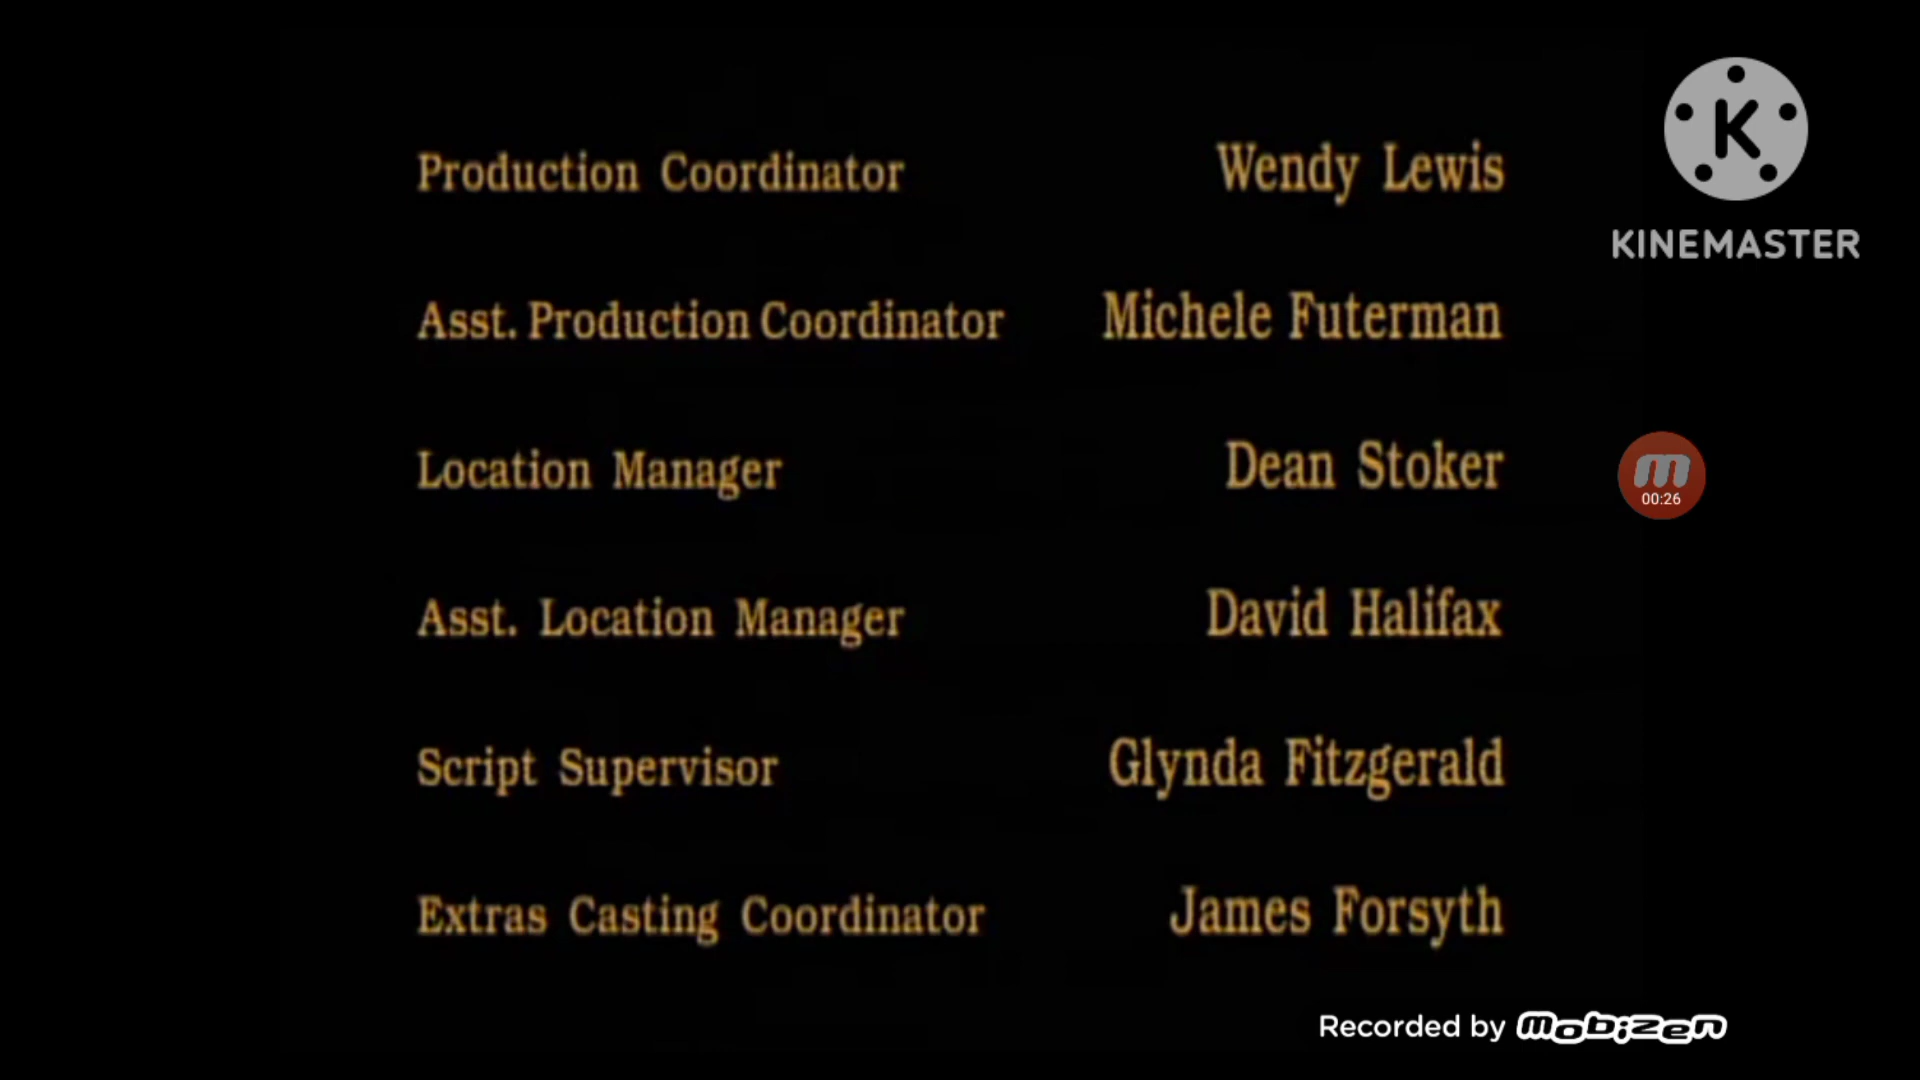 Production Coordinator Wendy Lewis
Asst. Production Coordinator Michele Futerman
Location Manager Dean Stoker
Asst. Location Manager David Halifax
Script Supervisor Glynda Fitzgerald
Extras Casting Coordinator James Forsyth
K
KINEMASTER
m
00:26
Recorded by mobizen